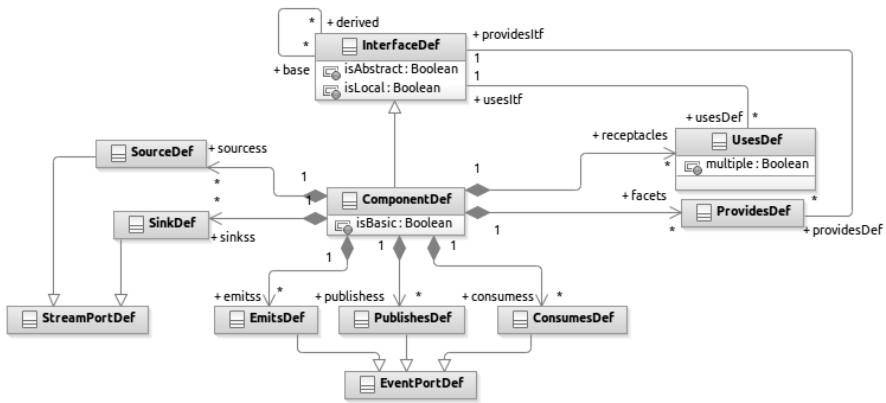 * + derived
+ providesItf
InterfaceDef
*
1
+ base
isAbstract : Boolean
1
isLocal : Boolean
+ usesItf
+ usesDef *
+ receptacles
UsesDef
+ sourcess
SourceDef
multiple : Boolean
*
1
1
*
+ facets
*
*
1
ComponentDef
ProvidesDef
SinkDef
isBasic : Boolean
+ sinkss
1
*
+ providesDef
1
1
1
+ emitss
*
+ publishess
*
+ consumess
*
StreamPortDef
EmitsDef
PublishesDef
ConsumesDef
EventPortDef